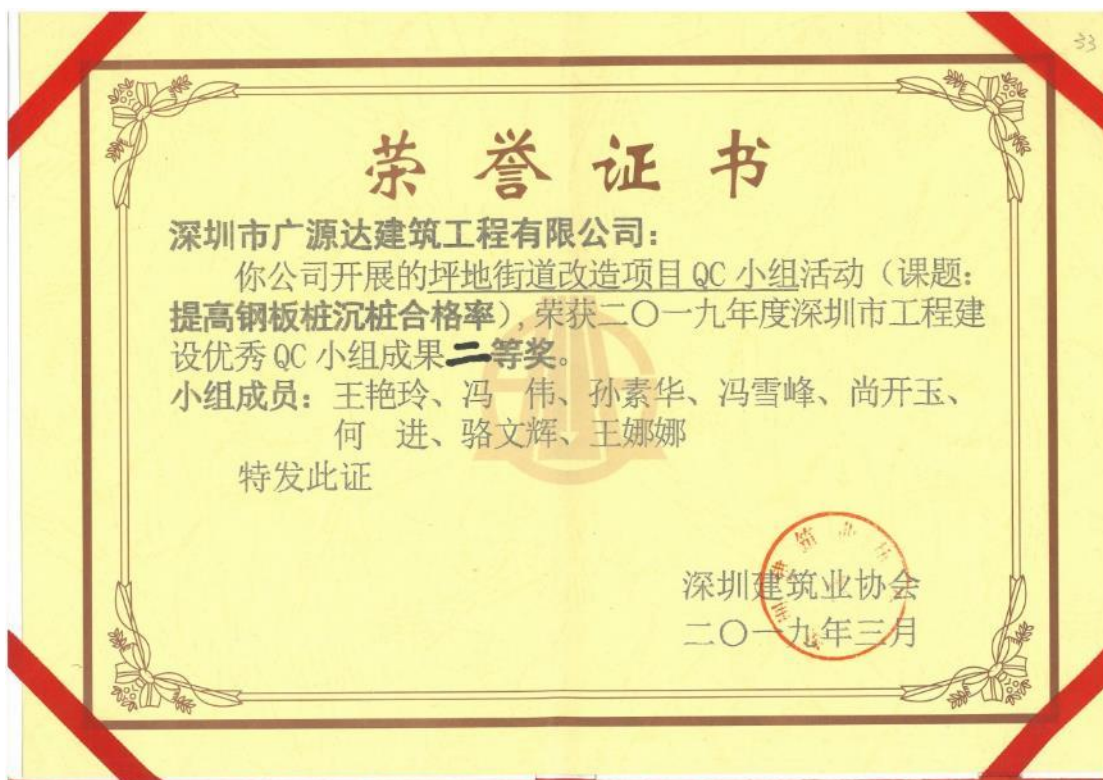 33
荣誉证书
深圳市广源达建筑工程有限公司：
你公司开展的坪地街道改造项目QC小组活动（课题：
提高钢板桩沉桩合格率），荣获二〇一九年度深圳市工程建
设优秀QC小组成果二等奖。
小组成员：王艳玲、冯　伟、孙素华、冯雪峰、尚开玉、
何　进、骆文辉、王娜娜
特发此证
深圳建筑业协会
二〇一九年三月